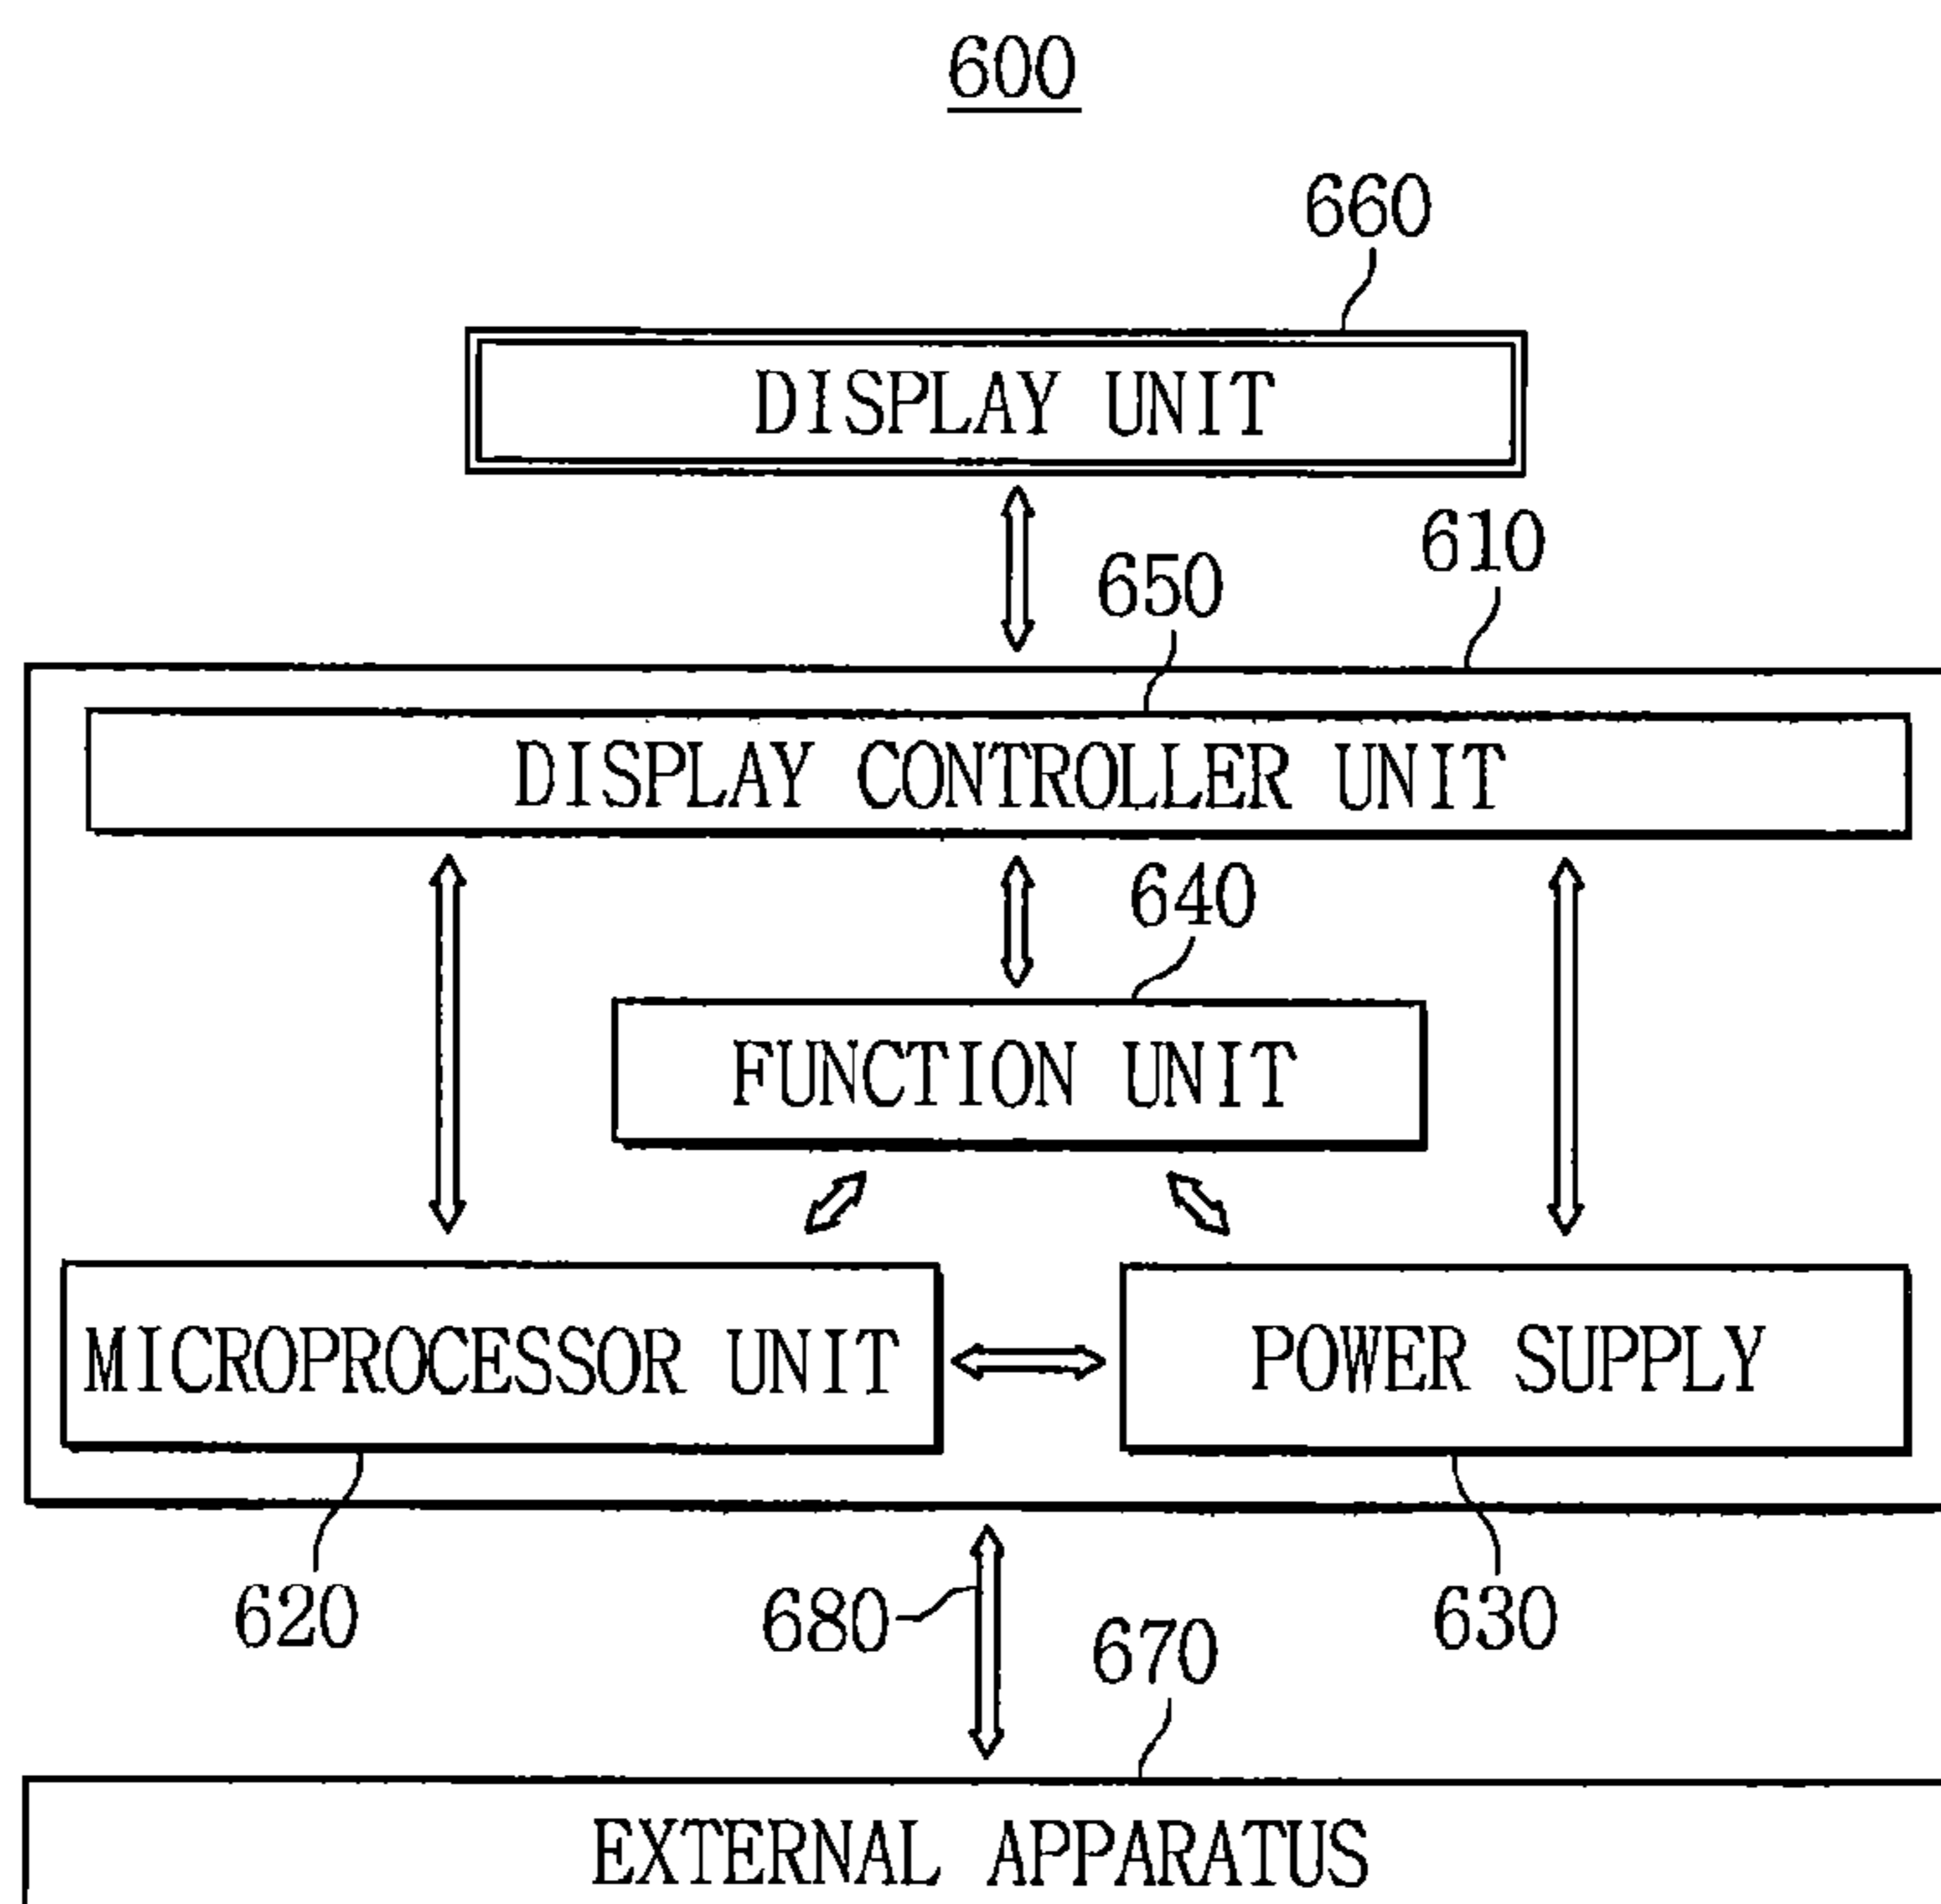 600
660
DISPLAY UNIT
610
650
DISPLAY CONTROLLER UNIT
640
FUNCTION UNIT
MICROPROCESSOR UNIT
POWER SUPPLY
620
680
630
670
EXTERNAL APPARATUS